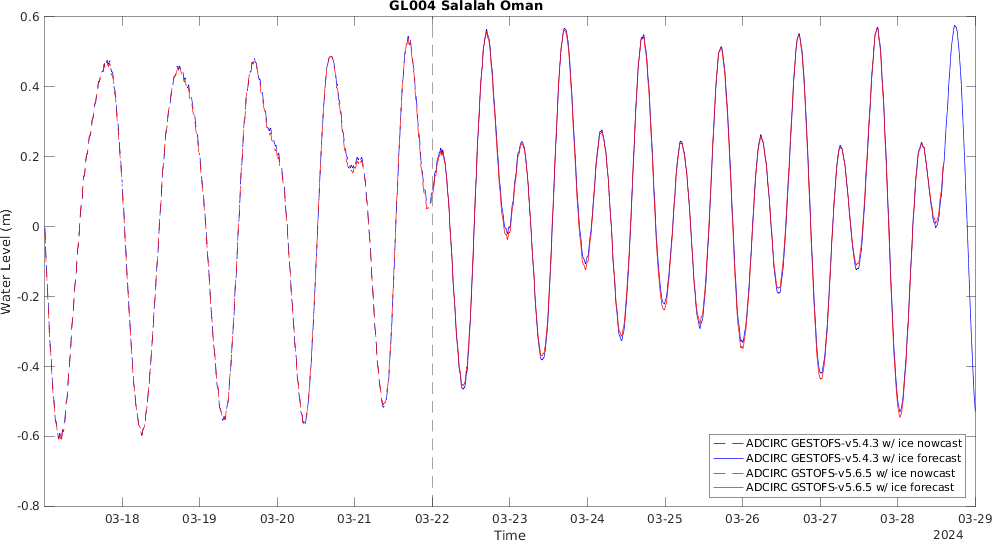 GL004 Salalah Oman
0.6
0.4
0.2
0
-0.2
-0.4
-0.6
-0.8
Water Level (m)
ADCIRC GESTOFS-v5.4.3 w/ ice nowcast
ADCIRC GESTOFS-v5.4.3 w/ ice forecast
ADCIRC GSTOFS-v5.6.5 w/ ice nowcast
ADCIRC GSTOFS-v5.6.5 w/ ice forecast
03-18 03-19 03-20 03-21 03-22 03-23 03-24 03-25 03-26 03-27 03-28 03-29
Time 2024